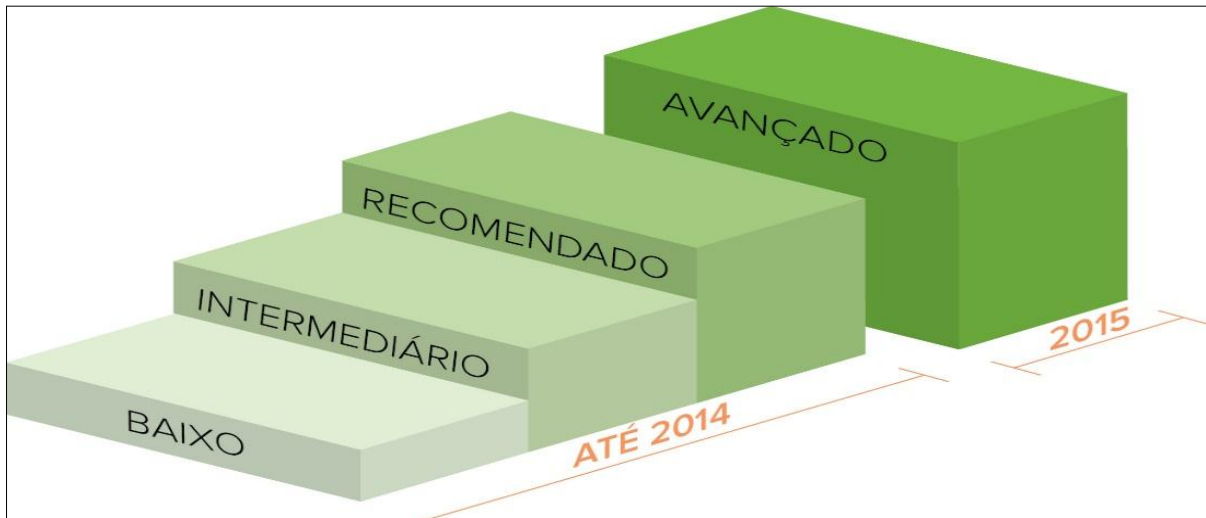 AVANÇADO
RECOMENDADO
INTERMEDIÁRIO
BAIXO
2015
ATÉ 2014